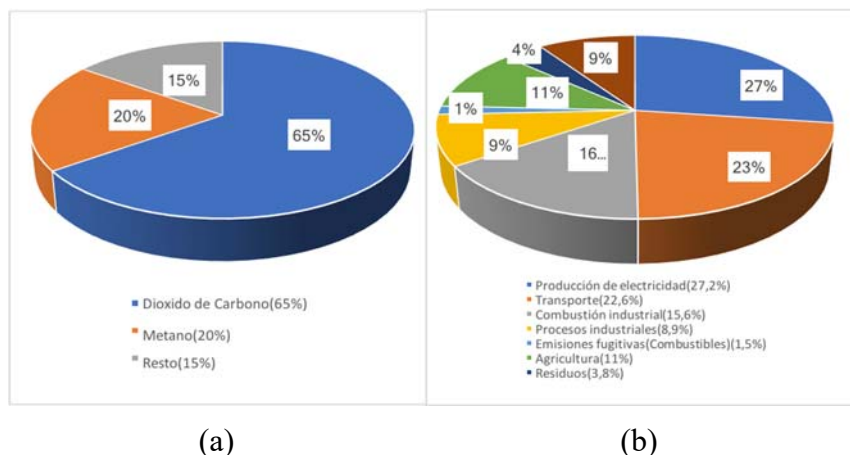 15%
20%
65%
Dioxido de Carbono(65%)
Metano(20%)
Resto(15%)
(a)
4%
9%
27%
11%
1%
9%
16...
23%
Producción de electricidad(27,2%)
Transporte(22,6%)
Combustión industrial(15,6%)
Procesos industriales(8,9%)
Emisiones fugitivas(Combustibles)(1,5%)
Agricultura(11%)
Residuos(3,8%)
(b)